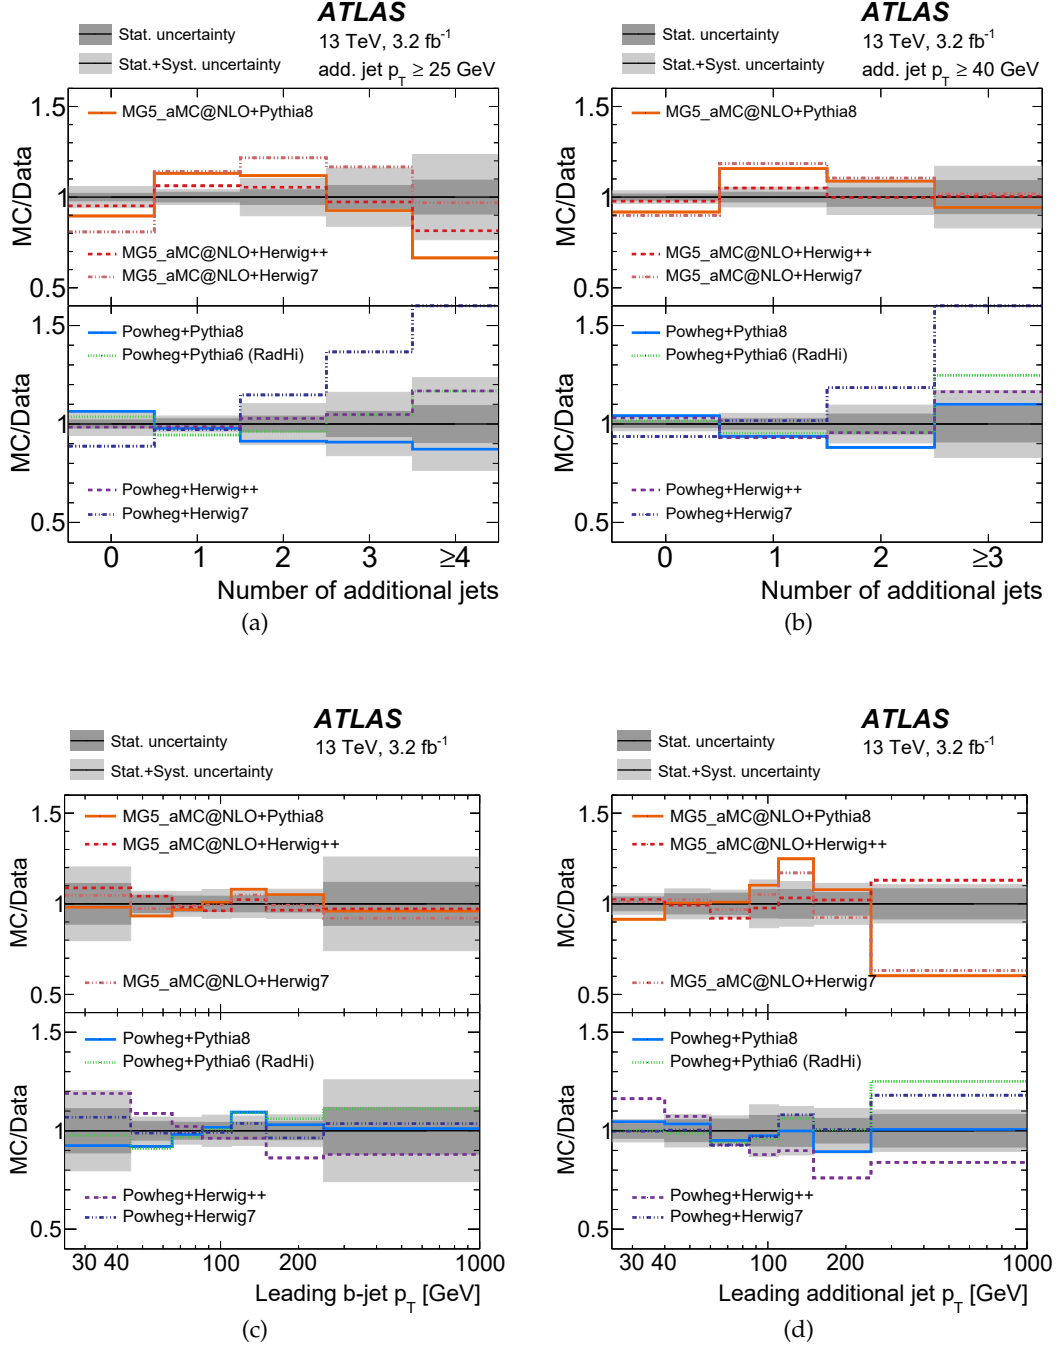 ATLAS
Stat. uncertainty
13 TeV, 3.2 fb⁻¹
Stat.+Syst. uncertainty
add. jet p_T ≥ 25 GeV
1.5
MG5_aMC@NLO+Pythia8
MC/Data
1
MG5_aMC@NLO+Herwig++
MG5_aMC@NLO+Herwig7
0.5
1.5
Powheg+Pythia8
Powheg+Pythia6 (RadHi)
MC/Data
1
Powheg+Herwig++
Powheg+Herwig7
0.5
0 1 2 3 ≥4
Number of additional jets
(a)
ATLAS
Stat. uncertainty
13 TeV, 3.2 fb⁻¹
Stat.+Syst. uncertainty
add. jet p_T ≥ 40 GeV
1.5
MG5_aMC@NLO+Pythia8
MC/Data
1
MG5_aMC@NLO+Herwig++
MG5_aMC@NLO+Herwig7
0.5
1.5
Powheg+Pythia8
Powheg+Pythia6 (RadHi)
MC/Data
1
Powheg+Herwig++
Powheg+Herwig7
0.5
0 1 2 ≥3
Number of additional jets
(b)
ATLAS
Stat. uncertainty
13 TeV, 3.2 fb⁻¹
Stat.+Syst. uncertainty
1.5
MG5_aMC@NLO+Pythia8
MG5_aMC@NLO+Herwig++
MC/Data
1
MG5_aMC@NLO+Herwig7
0.5
1.5
Powheg+Pythia8
Powheg+Pythia6 (RadHi)
MC/Data
1
Powheg+Herwig++
Powheg+Herwig7
0.5
30 40 100 200 1000
Leading b-jet p_T [GeV]
(c)
ATLAS
Stat. uncertainty
13 TeV, 3.2 fb⁻¹
Stat.+Syst. uncertainty
1.5
MG5_aMC@NLO+Pythia8
MG5_aMC@NLO+Herwig++
MC/Data
1
MG5_aMC@NLO+Herwig7
0.5
1.5
Powheg+Pythia8
Powheg+Pythia6 (RadHi)
MC/Data
1
Powheg+Herwig++
Powheg+Herwig7
0.5
30 40 100 200 1000
Leading additional jet p_T [GeV]
(d)